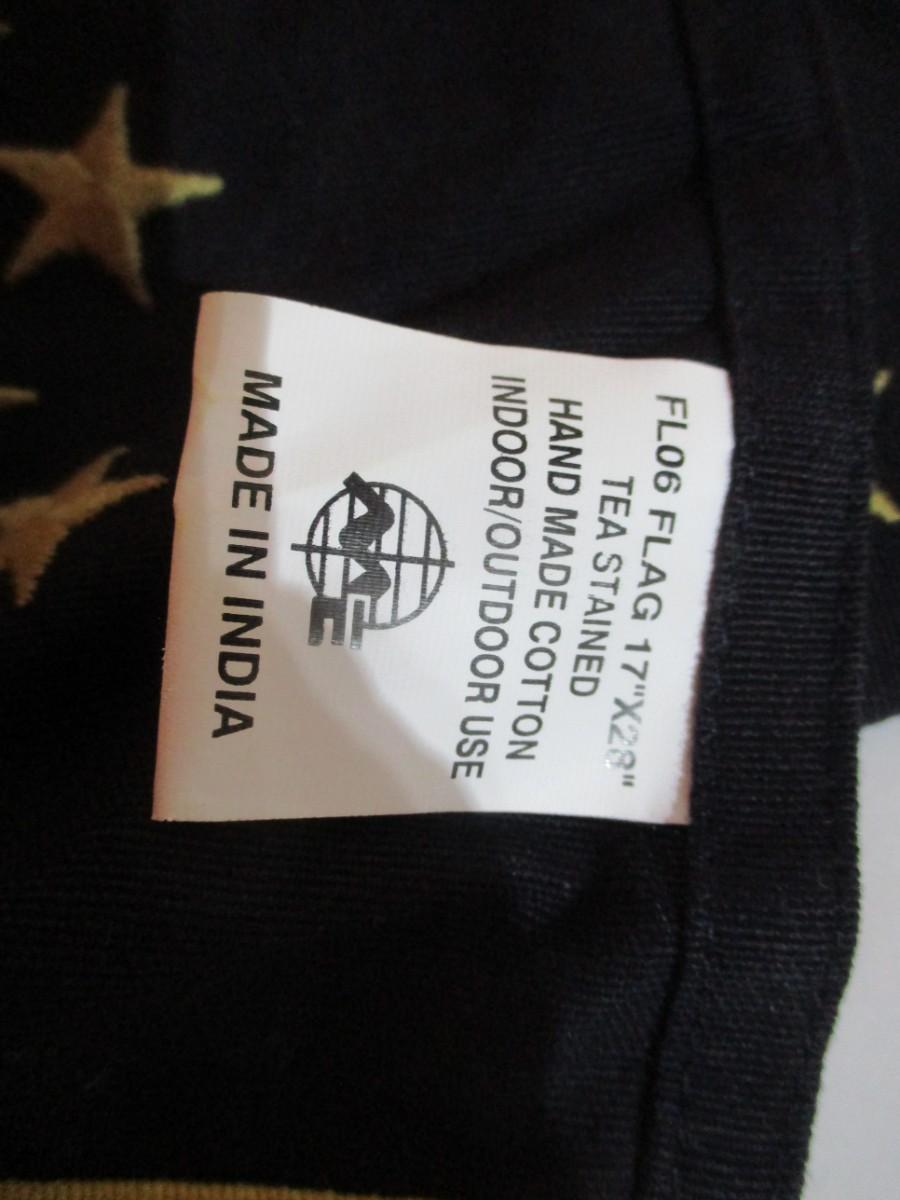 FL06 FLAG 17"X28"
TEA STAINED
HAND MADE COTTON
INDOOR/OUTDOOR USE
MADE IN INDIA